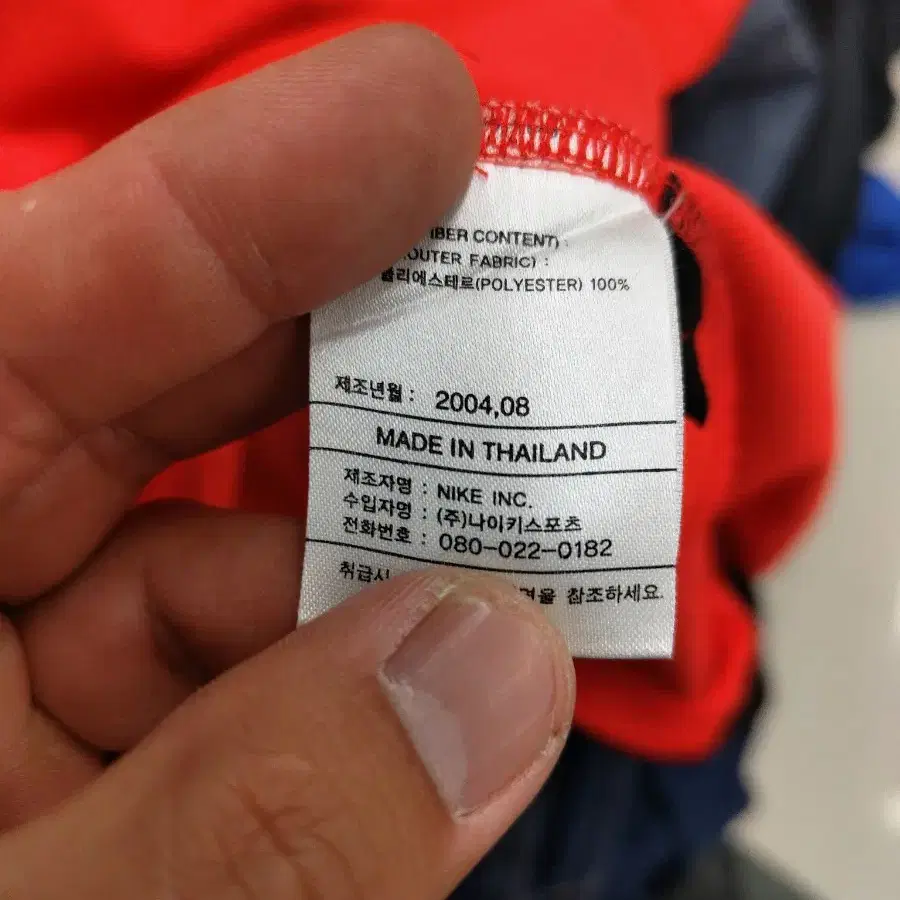 IBER CONTENT) :
OUTER FABRIC) :
폴리에스테르(POLYESTER) 100%
제조년월 : 2004,08
MADE IN THAILAND
제조자명 : NIKE INC.
수입자명 : (주)나이키스포츠
전화번호 : 080-022-0182
취급시 참조하세요.